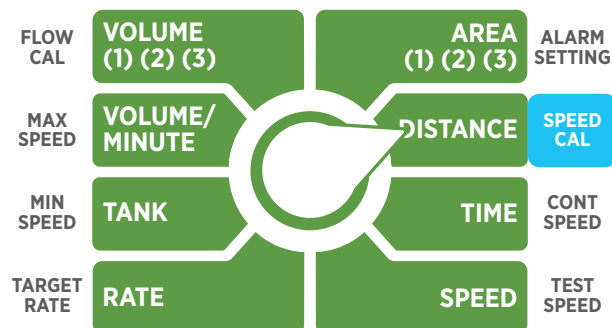 FLOW
CAL
VOLUME
(1) (2) (3)
AREA
(1) (2) (3)
ALARM
SETTING
MAX
SPEED
VOLUME/
MINUTE
DISTANCE
SPEED
CAL
MIN
SPEED
TANK
TIME
CONT
SPEED
TARGET
RATE
RATE
SPEED
TEST
SPEED